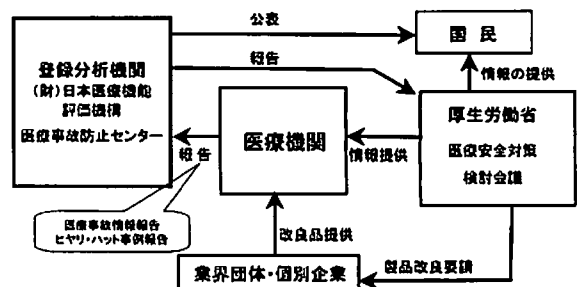 公表
国民
登録分析機関
(財)日本医療機能
評価機構
医療事故防止センター
報告
情報の提供
厚生労働省
医療安全対策
検討会議
医療機関
報告
情報提供
医療事故情報報告
ヒヤリ・ハット事例報告
改良品提供
製品改良要請
業界団体・個別企業